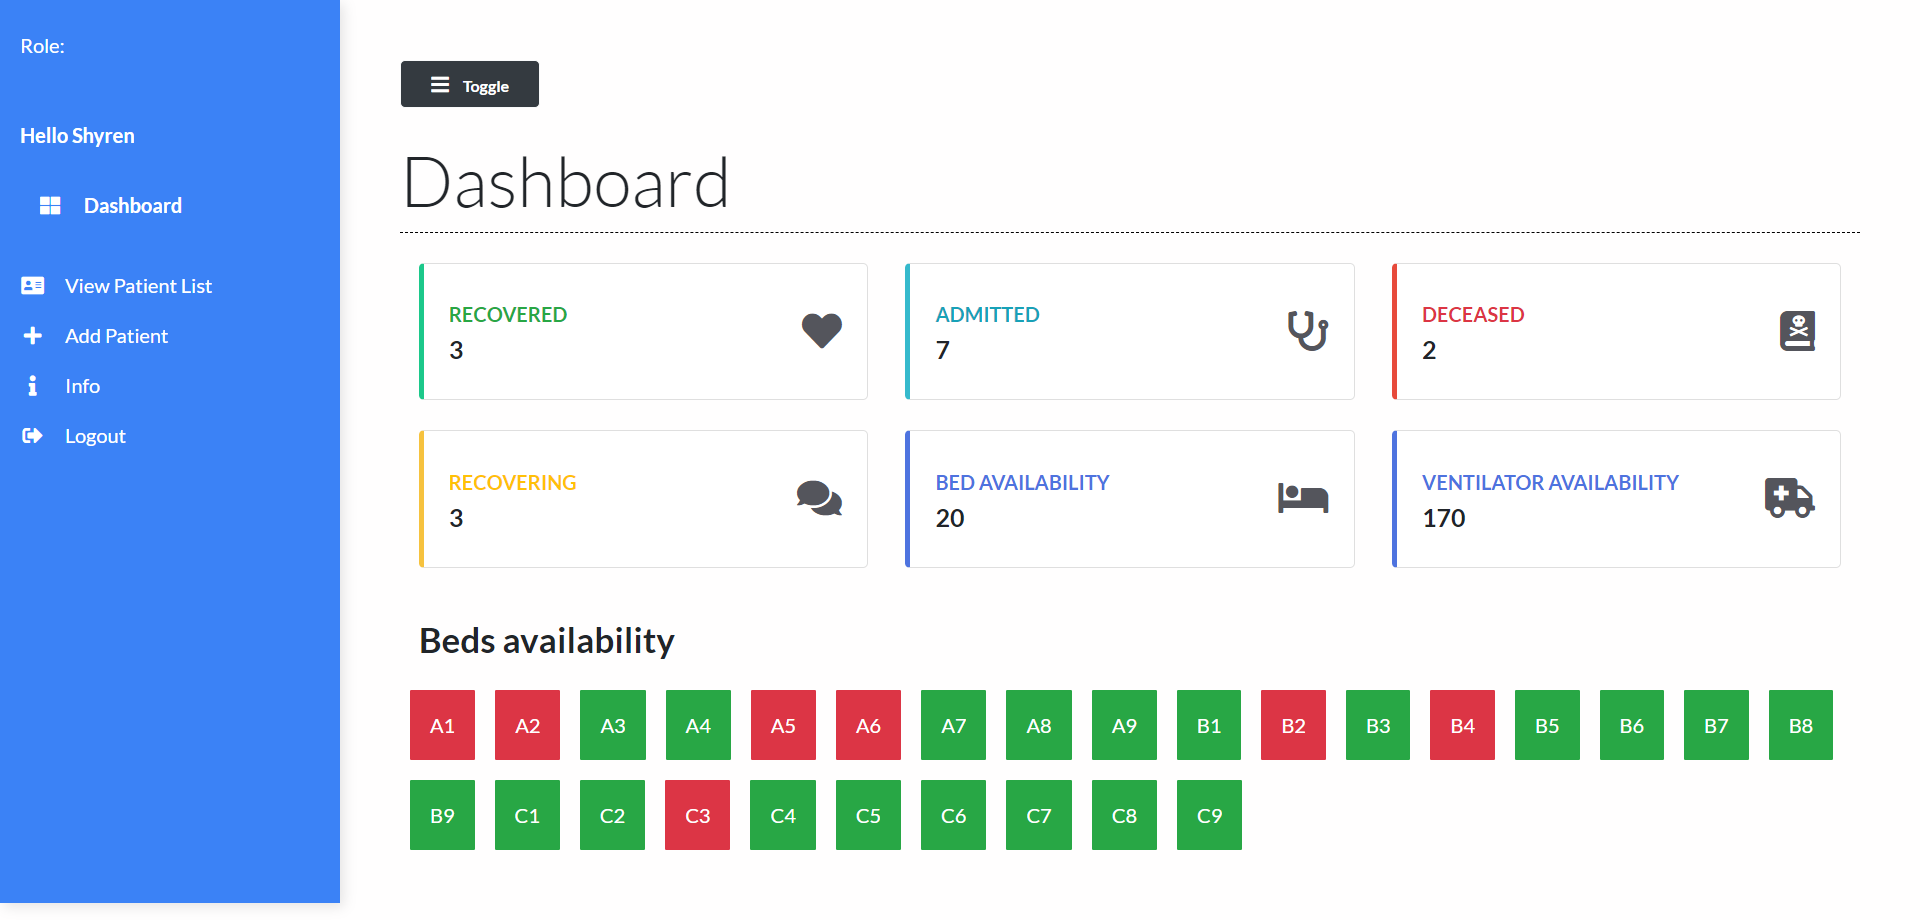 Role:
Hello Shyren
Dashboard
View Patient List
Add Patient
Info
Logout
Toggle
Dashboard
RECOVERED
3
ADMITTED
7
DECEASED
2
RECOVERING
3
BED AVAILABILITY
20
VENTILATOR AVAILABILITY
170
Beds availability
A1 A2 A3 A4 A5 A6 A7 A8 A9 B1 B2 B3 B4 B5 B6 B7 B8
B9 C1 C2 C3 C4 C5 C6 C7 C8 C9